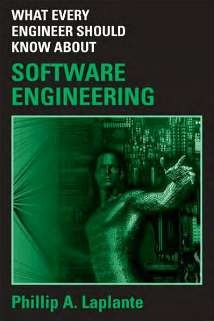 WHAT EVERY
ENGINEER SHOULD
KNOW ABOUT
SOFTWARE
ENGINEERING
Phillip A. Laplante